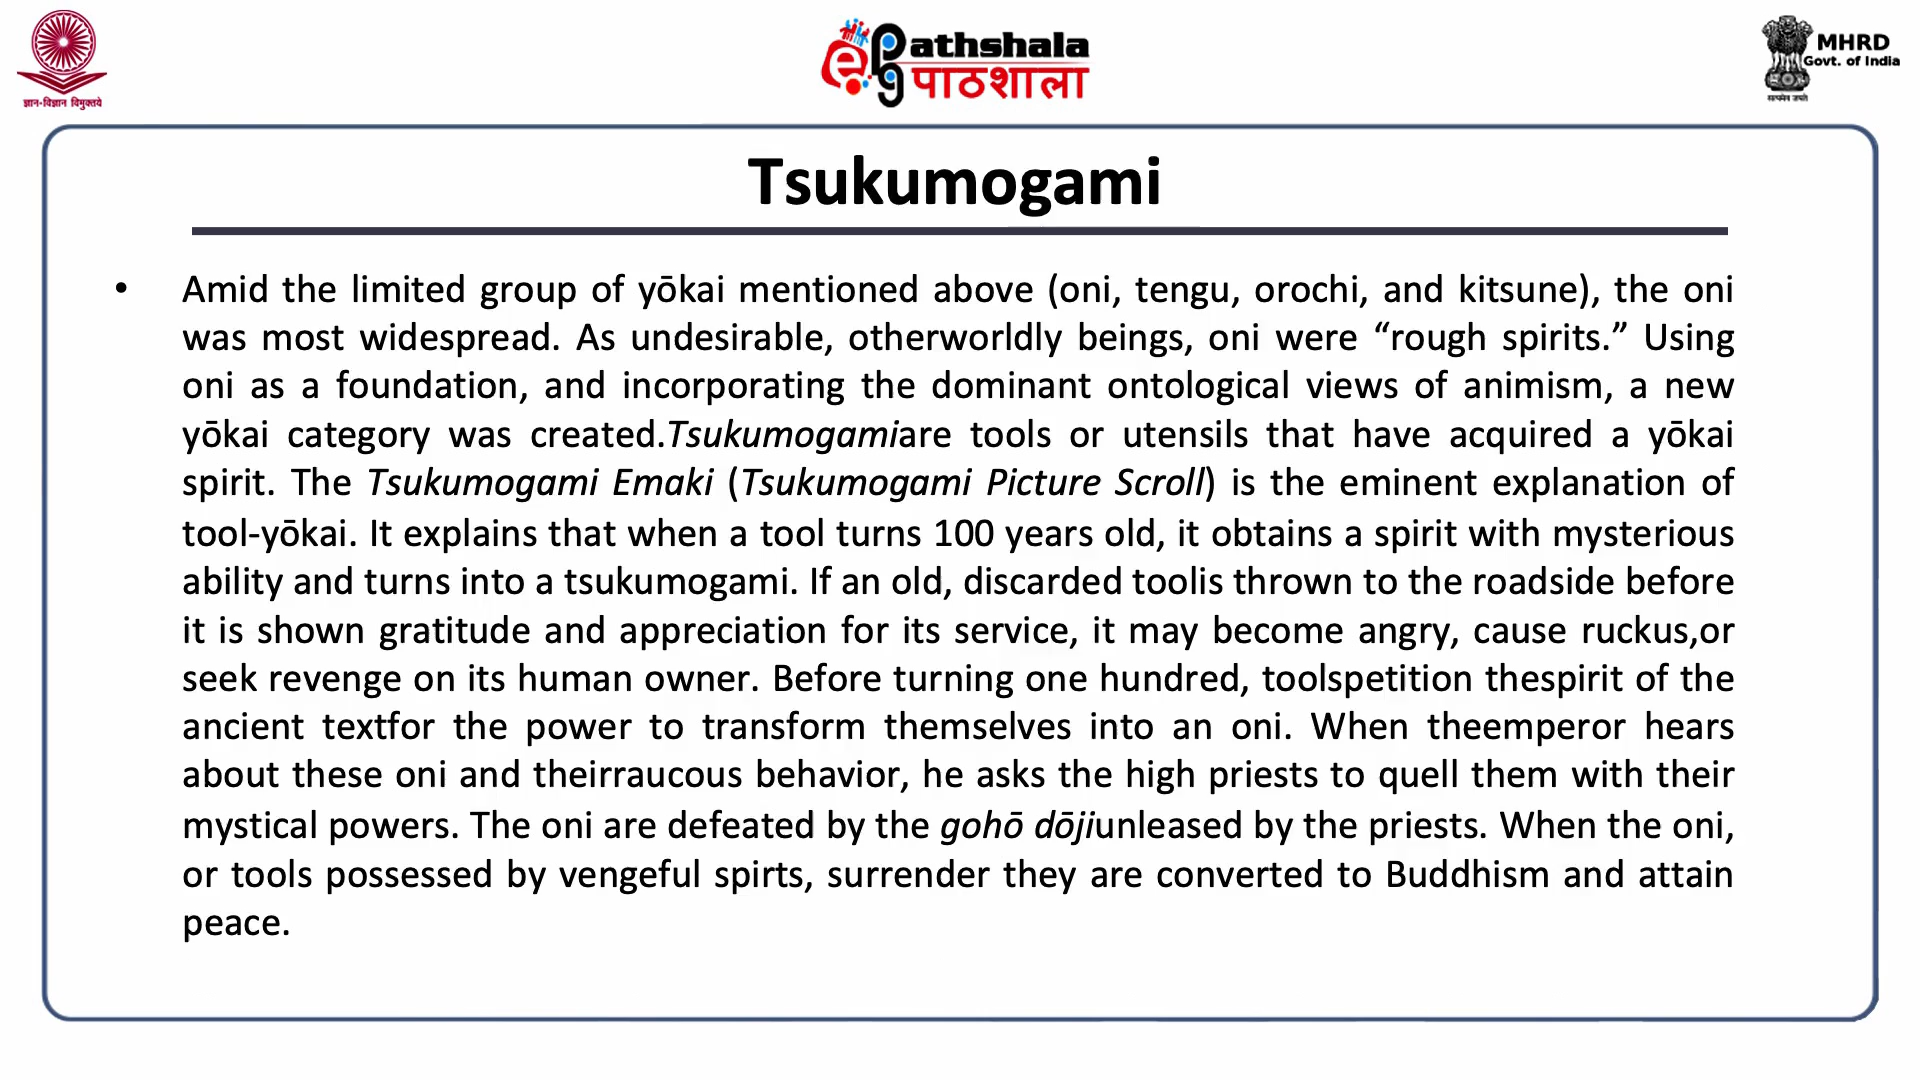 ज्ञान-विज्ञान विमुक्तये
e Pg Pathshala
पाठशाला
MHRD
Govt. of India
सत्यमेव जयते
Tsukumogami
• Amid the limited group of yōkai mentioned above (oni, tengu, orochi, and kitsune), the oni
was most widespread. As undesirable, otherworldly beings, oni were “rough spirits.” Using
oni as a foundation, and incorporating the dominant ontological views of animism, a new
yōkai category was created.Tsukumogamiare tools or utensils that have acquired a yōkai
spirit. The Tsukumogami Emaki (Tsukumogami Picture Scroll) is the eminent explanation of
tool-yōkai. It explains that when a tool turns 100 years old, it obtains a spirit with mysterious
ability and turns into a tsukumogami. If an old, discarded toolis thrown to the roadside before
it is shown gratitude and appreciation for its service, it may become angry, cause ruckus,or
seek revenge on its human owner. Before turning one hundred, toolspetition thespirit of the
ancient textfor the power to transform themselves into an oni. When theemperor hears
about these oni and theirraucous behavior, he asks the high priests to quell them with their
mystical powers. The oni are defeated by the gohō dōjiunleased by the priests. When the oni,
or tools possessed by vengeful spirts, surrender they are converted to Buddhism and attain
peace.